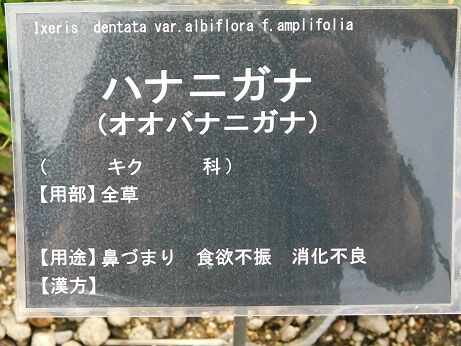 Ixeris dentata var.albiflora f.amplifolia
ハナニガナ
（オオバナニガナ）
（ キク 科）
【用部】全草
【用途】鼻づまり 食欲不振 消化不良
【漢方】